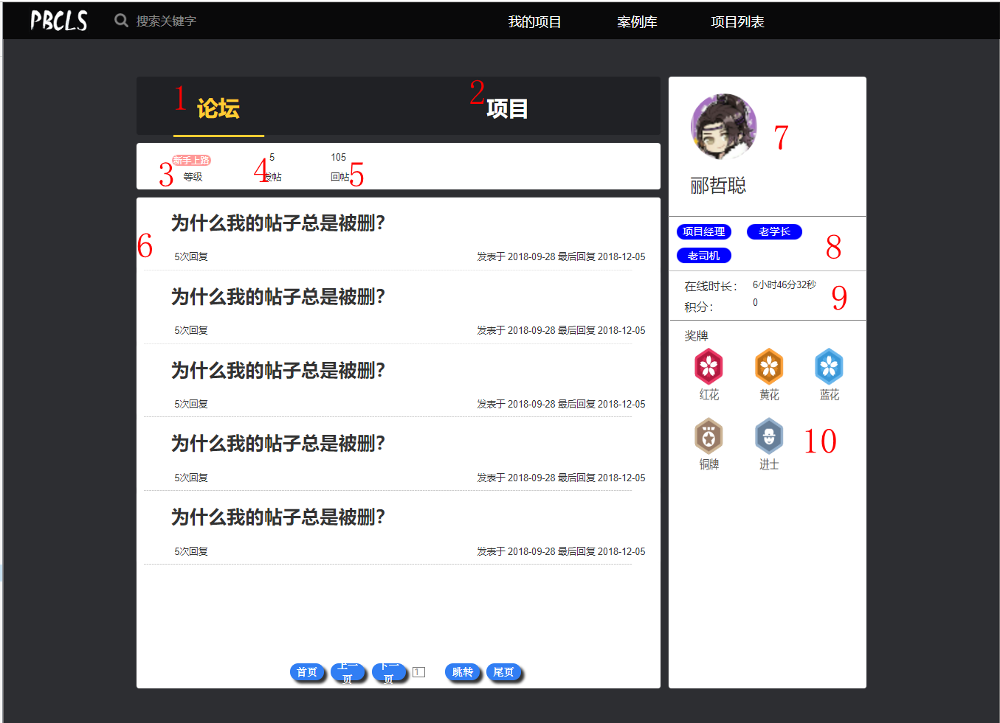 PBCLS 搜索关键字 我的项目 案例库 项目列表
1 论坛 2 项目
新手上路 5 105
3 等级 4 发帖 回帖 5
6
为什么我的帖子总是被删?
5次回复 发表于 2018-09-28 最后回复 2018-12-05
为什么我的帖子总是被删?
5次回复 发表于 2018-09-28 最后回复 2018-12-05
为什么我的帖子总是被删?
5次回复 发表于 2018-09-28 最后回复 2018-12-05
为什么我的帖子总是被删?
5次回复 发表于 2018-09-28 最后回复 2018-12-05
为什么我的帖子总是被删?
5次回复 发表于 2018-09-28 最后回复 2018-12-05
首页 上一页 下一页 1 跳转 尾页
7
郦哲聪
项目经理 老学长 8
老司机
在线时长: 6小时46分32秒 9
积分: 0
奖牌
红花 黄花 蓝花
10
铜牌 进士